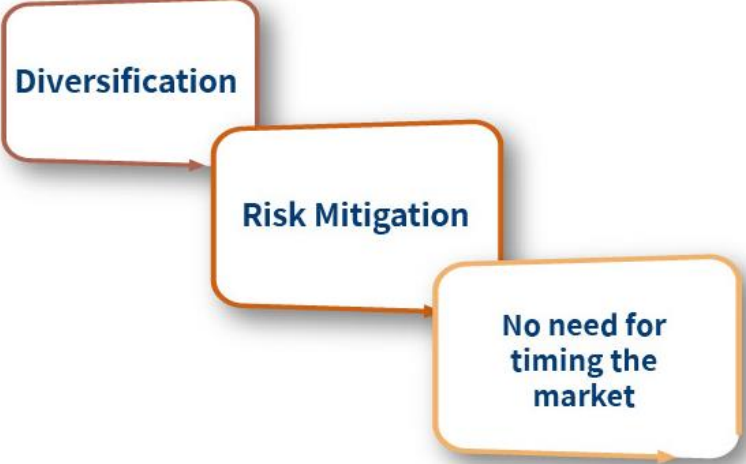 Diversification
Risk Mitigation
No need for
timing the
market